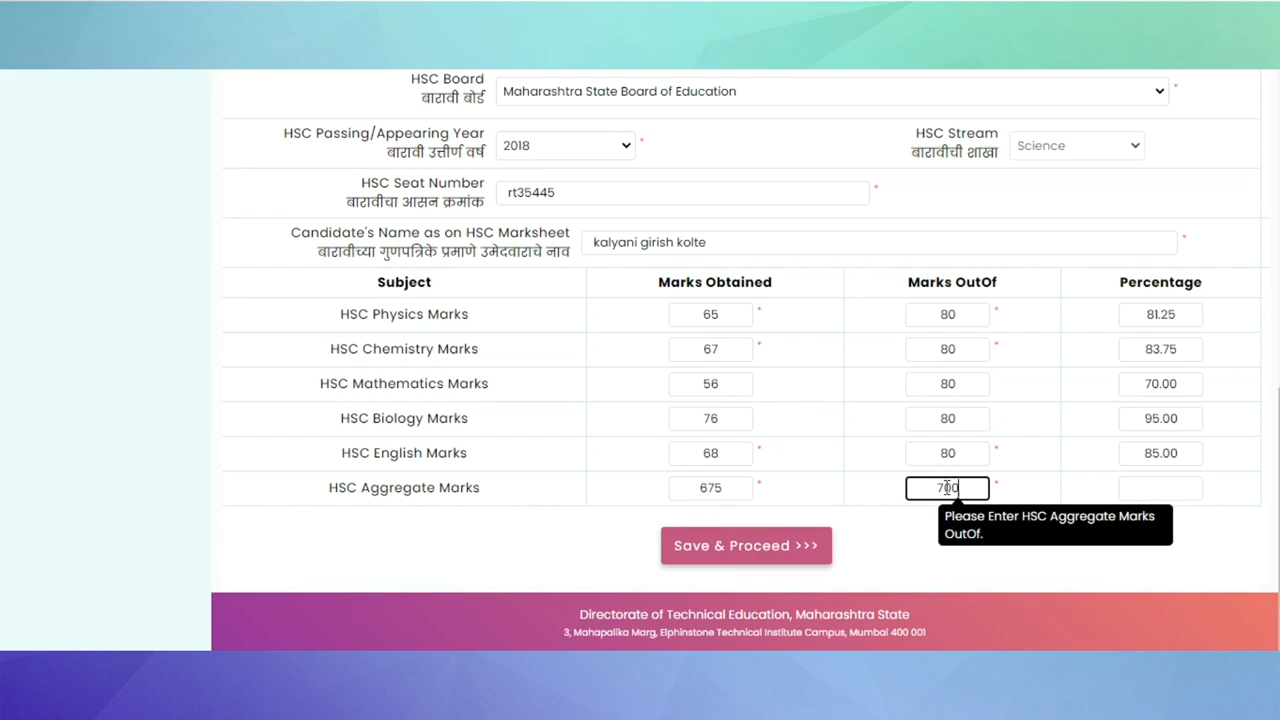 HSC Board
बारावी बोर्ड
Maharashtra State Board of Education *
HSC Passing/Appearing Year
बारावी उत्तीर्ण वर्ष
2018 *
HSC Stream
बारावीची शाखा
Science
HSC Seat Number
बारावीचा आसन क्रमांक
rt35445 *
Candidate's Name as on HSC Marksheet
बारावीच्या गुणपत्रिके प्रमाणे उमेदवाराचे नाव
kalyani girish kolte *
Subject Marks Obtained Marks OutOf Percentage
HSC Physics Marks 65 * 80 * 81.25
HSC Chemistry Marks 67 * 80 * 83.75
HSC Mathematics Marks 56 80 70.00
HSC Biology Marks 76 80 95.00
HSC English Marks 68 * 80 * 85.00
HSC Aggregate Marks 675 * 700 *
Please Enter HSC Aggregate Marks
OutOf.
Save & Proceed >>>
Directorate of Technical Education, Maharashtra State
3, Mahapalika Marg, Elphinstone Technical Institute Campus, Mumbai 400 001